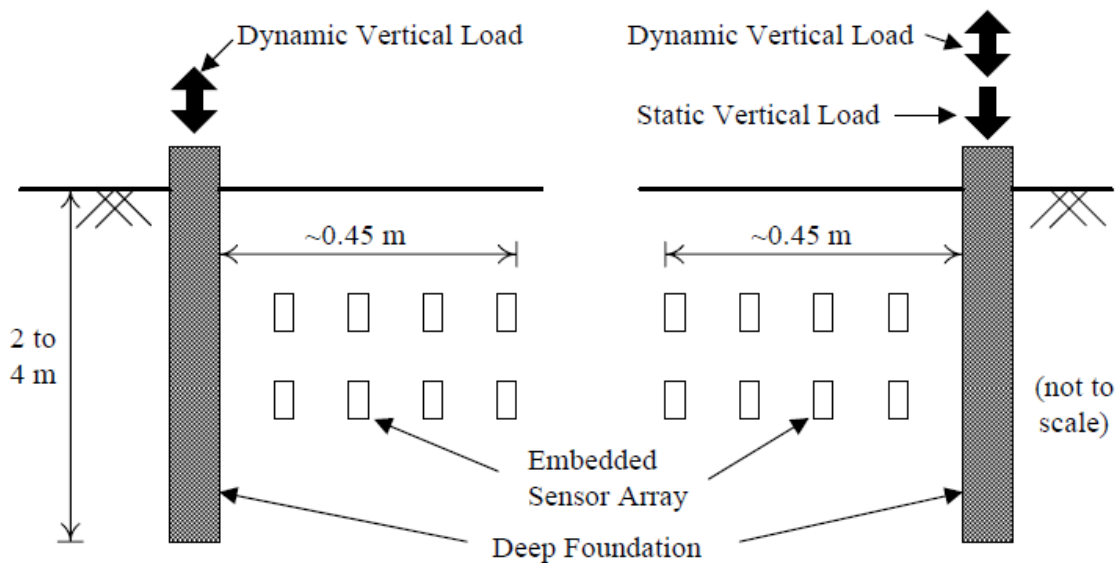 Dynamic Vertical Load
Dynamic Vertical Load
Static Vertical Load
~0.45 m
~0.45 m
2 to
4 m
(not to
scale)
Embedded
Sensor Array
Deep Foundation